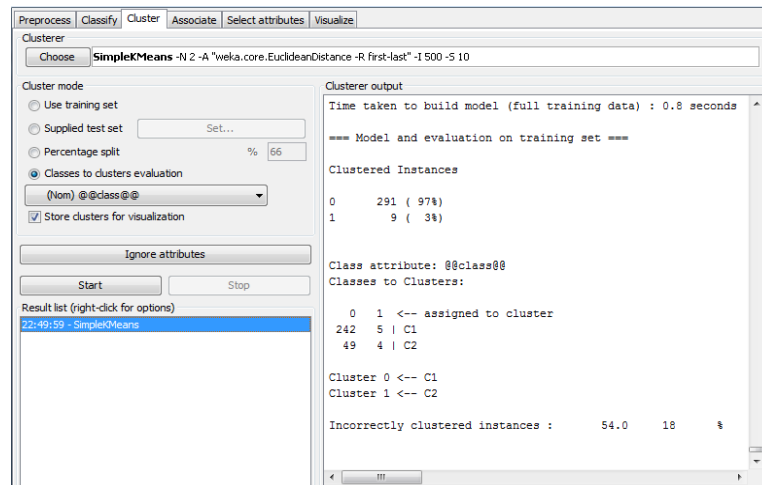 Preprocess Classify Cluster Associate Select attributes Visualize
Clusterer
Choose SimpleKMeans -N 2 -A "weka.core.EuclideanDistance -R first-last" -I 500 -S 10
Cluster mode
Use training set
Supplied test set Set...
Percentage split % 66
Classes to clusters evaluation
(Nom) @@class@@
Store clusters for visualization
Ignore attributes
Start Stop
Result list (right-click for options)
22:49:59 - SimpleKMeans
Clusterer output
Time taken to build model (full training data) : 0.8 seconds
=== Model and evaluation on training set ===
Clustered Instances
0 291 ( 97%)
1 9 ( 3%)
Class attribute: @@class@@
Classes to Clusters:
0 1 <-- assigned to cluster
242 5 | C1
49 4 | C2
Cluster 0 <-- C1
Cluster 1 <-- C2
Incorrectly clustered instances : 54.0 18 %